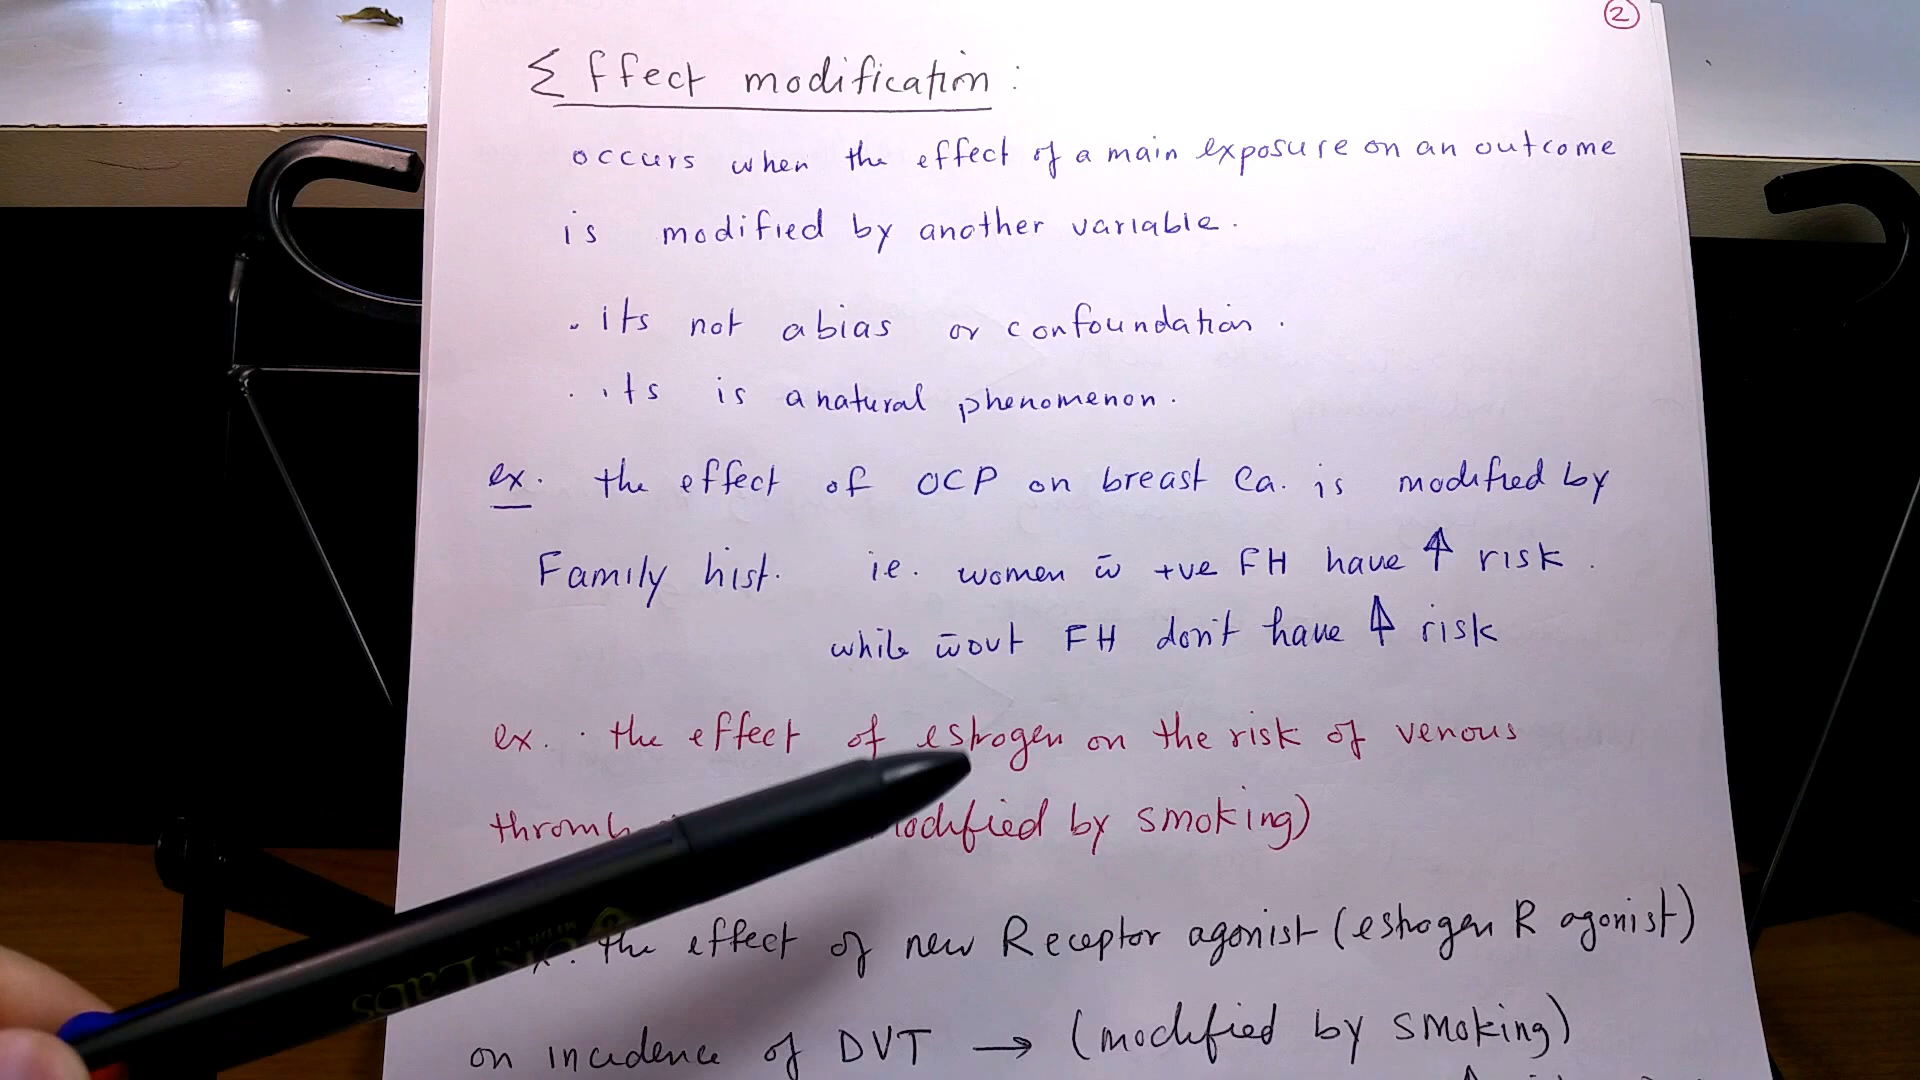 2
Effect modification :
occurs when the effect of a main exposure on an outcome
is modified by another variable.
. its not a bias or confoundation.
. its is a natural phenomenon.
ex. the effect of OCP on breast Ca. is modified by
Family hist. ie. women w̄ +ve FH have ↑ risk.
while w̄out FH don't have ↑ risk
ex. . the effect of estrogen on the risk of venous
modified by smoking)
the effect of new Receptor agonist (estrogen R agonist)
on incidence of DVT → (modified by smoking)